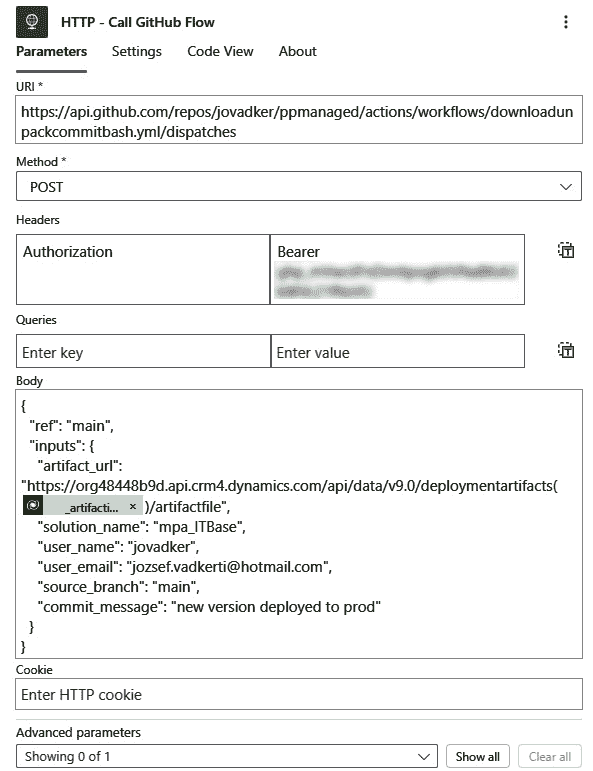 HTTP - Call GitHub Flow
Parameters Settings Code View About
URI *
https://api.github.com/repos/jovadker/ppmanaged/actions/workflows/downloadun
packcommitbash.yml/dispatches
Method *
POST
Headers
Authorization Bearer
Queries
Enter key Enter value
Body
{
"ref": "main",
"inputs": {
"artifact_url":
"https://org48448b9d.api.crm4.dynamics.com/api/data/v9.0/deploymentartifacts(
_artifacti... × )/artifactfile",
"solution_name": "mpa_ITBase",
"user_name": "jovadker",
"user_email": "jozsef.vadkerti@hotmail.com",
"source_branch": "main",
"commit_message": "new version deployed to prod"
}
}
Cookie
Enter HTTP cookie
Advanced parameters
Showing 0 of 1 Show all Clear all